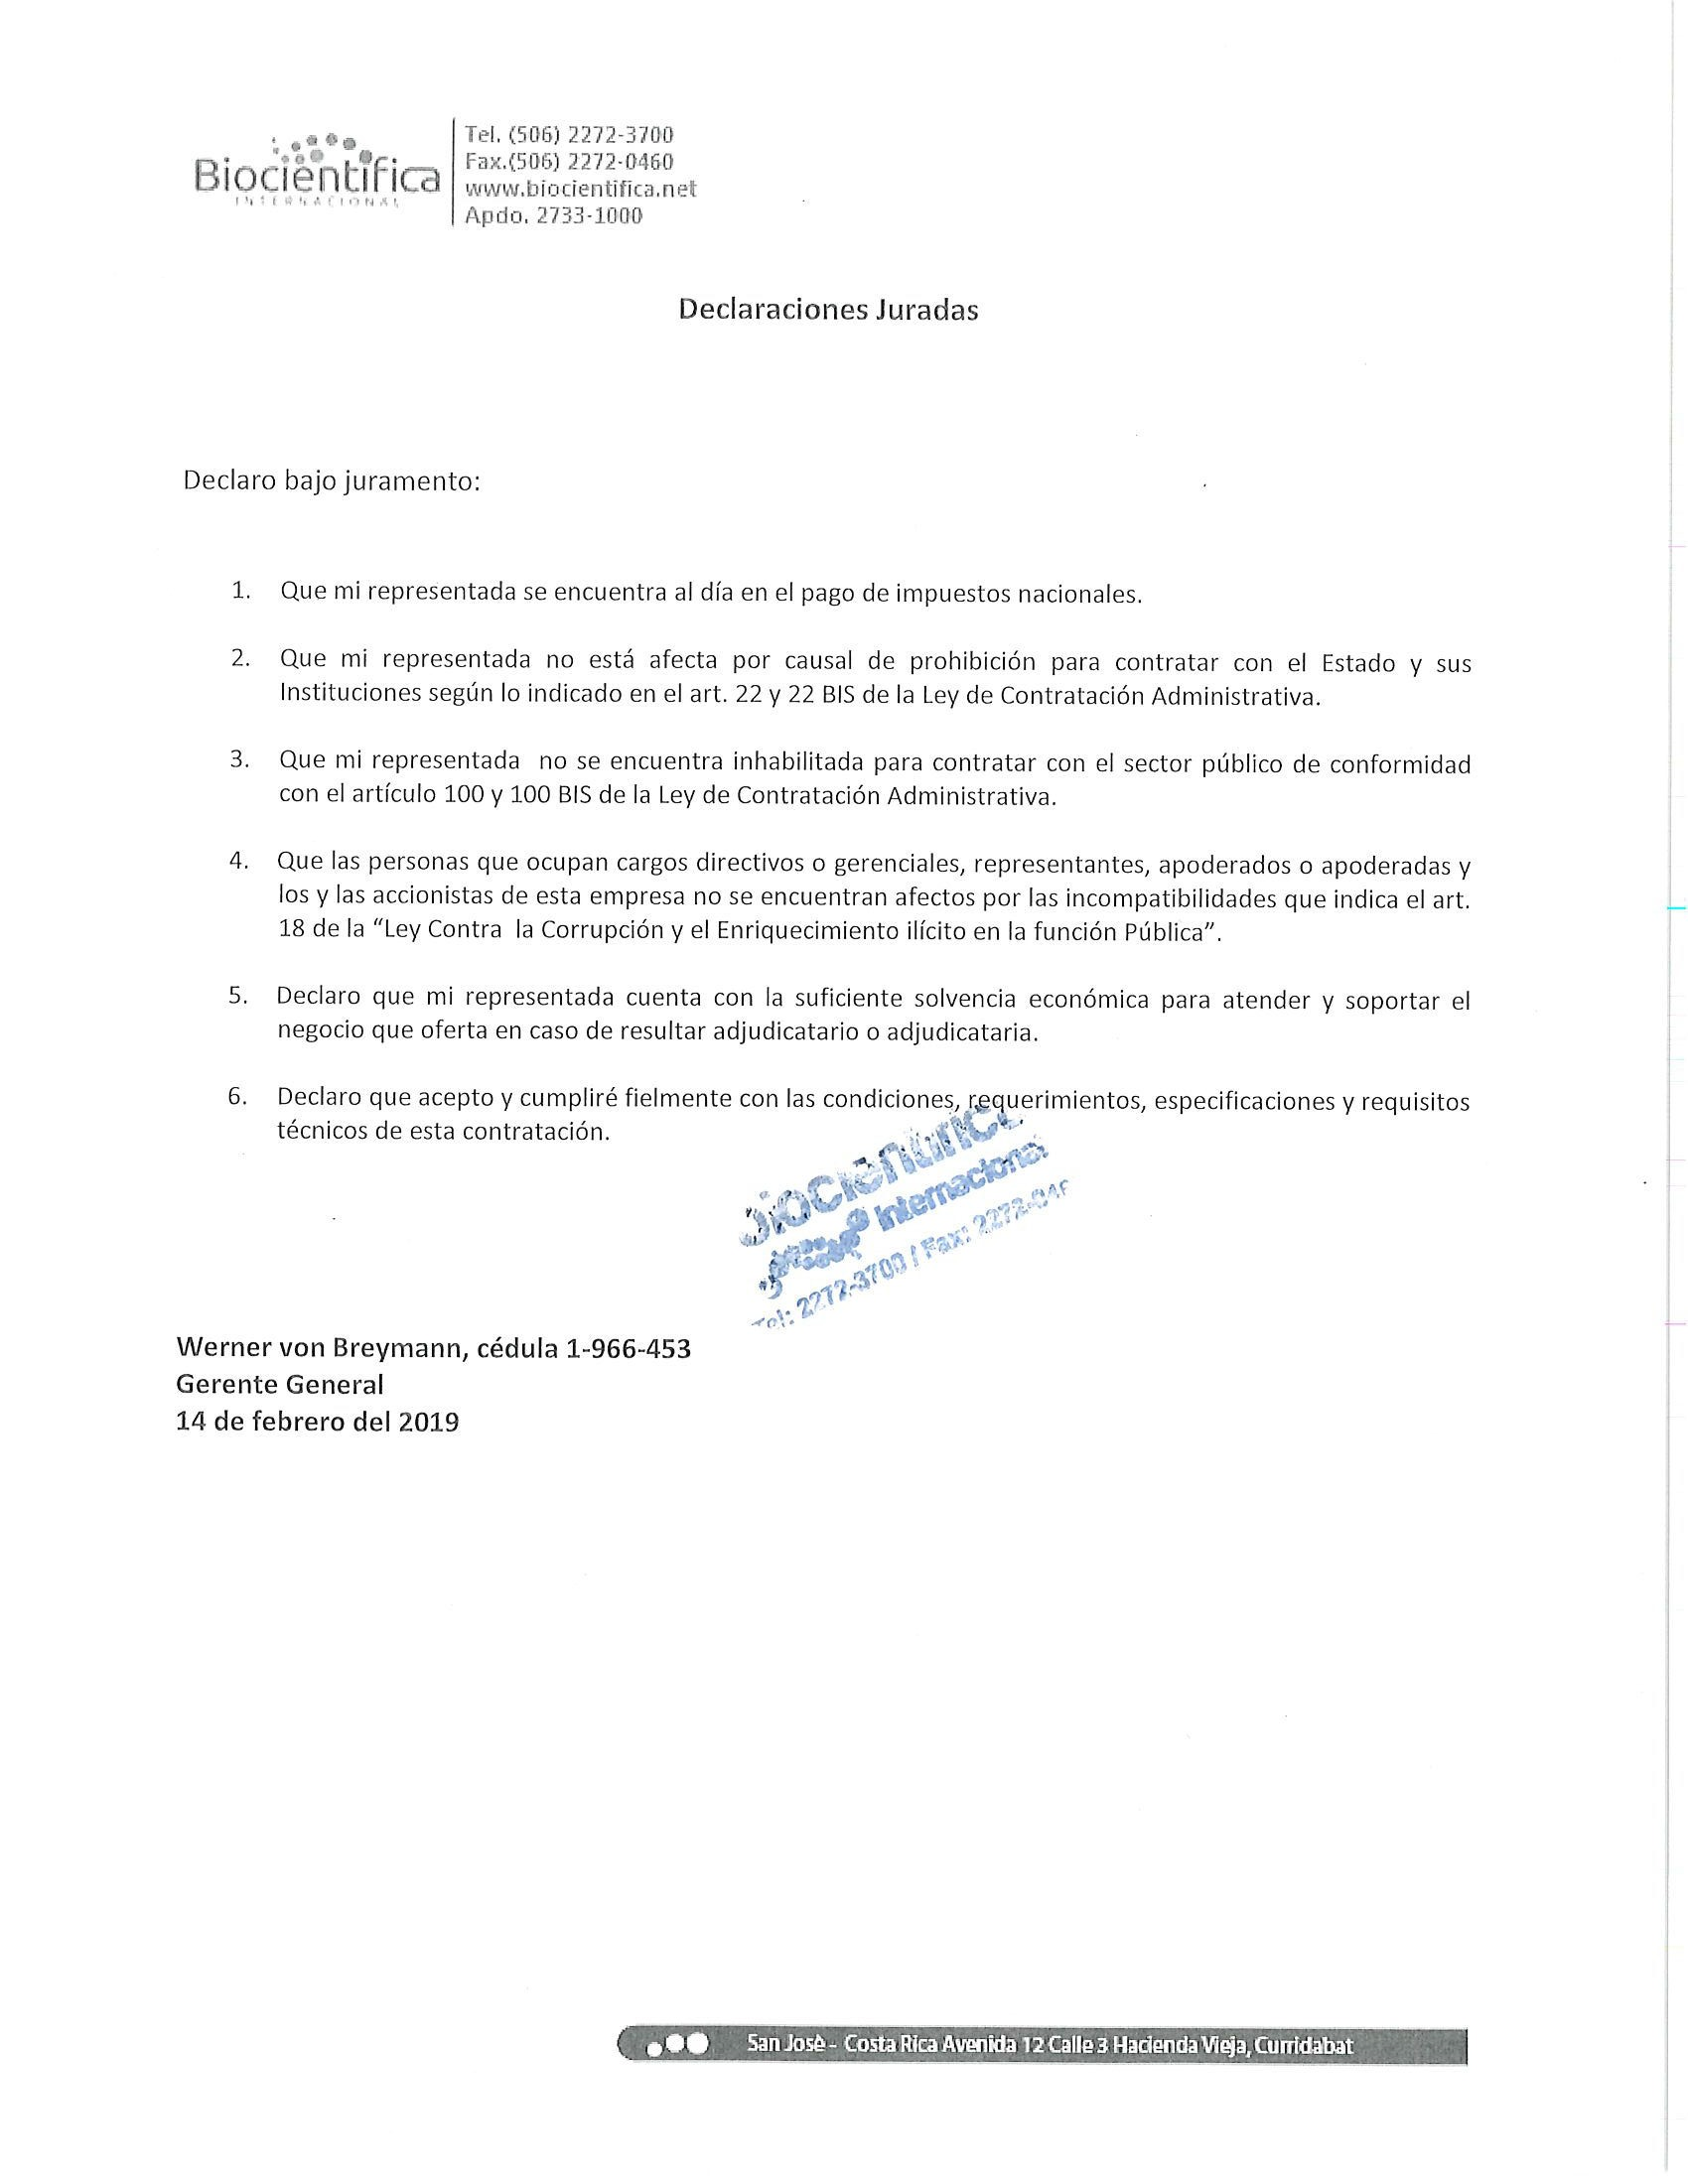 Biocientífica
INTERNACIONAL
Tel. (506) 2272-3700
Fax.(506) 2272-0460
www.biocientifica.net
Apdo. 2733-1000
Declaraciones Juradas
Declaro bajo juramento:
1. Que mi representada se encuentra al día en el pago de impuestos nacionales.
2. Que mi representada no está afecta por causal de prohibición para contratar con el Estado y sus
Instituciones según lo indicado en el art. 22 y 22 BIS de la Ley de Contratación Administrativa.
3. Que mi representada no se encuentra inhabilitada para contratar con el sector público de conformidad
con el artículo 100 y 100 BIS de la Ley de Contratación Administrativa.
4. Que las personas que ocupan cargos directivos o gerenciales, representantes, apoderados o apoderadas y
los y las accionistas de esta empresa no se encuentran afectos por las incompatibilidades que indica el art.
18 de la “Ley Contra la Corrupción y el Enriquecimiento ilícito en la función Pública”.
5. Declaro que mi representada cuenta con la suficiente solvencia económica para atender y soportar el
negocio que oferta en caso de resultar adjudicatario o adjudicataria.
6. Declaro que acepto y cumpliré fielmente con las condiciones, requerimientos, especificaciones y requisitos
técnicos de esta contratación.
Internacional
Tel: 2272-3700 / Fax: 2272-046
Werner von Breymann, cédula 1-966-453
Gerente General
14 de febrero del 2019
San Josè - Costa Rica Avenida 12 Calle 3 Hacienda Vieja, Curridabat